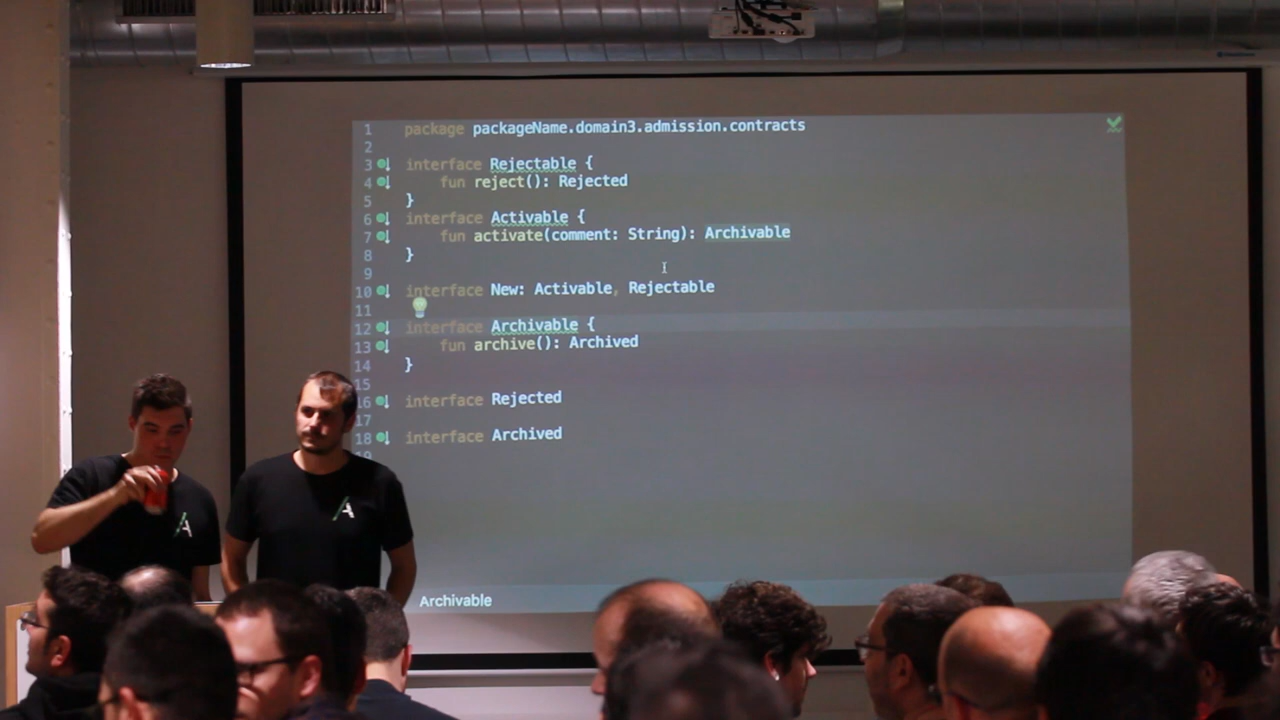 1 package packageName.domain3.admission.contracts
2
3 interface Rejectable {
4 fun reject(): Rejected
5 }
6 interface Activable {
7 fun activate(comment: String): Archivable
8 }
9
10 interface New: Activable, Rejectable
11
12 interface Archivable {
13 fun archive(): Archived
14 }
15
16 interface Rejected
17
18 interface Archived
19
Archivable
A